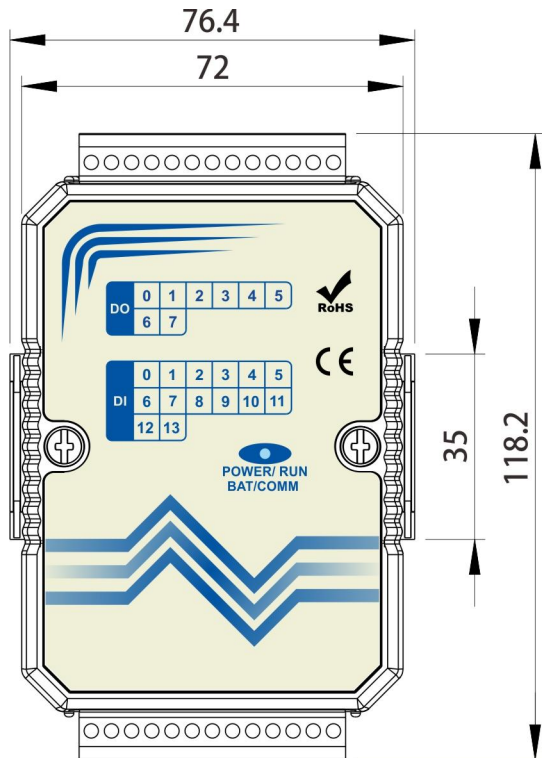 76.4
72
DO 0 1 2 3 4 5
6 7
RoHS
CE
DI 0 1 2 3 4 5
6 7 8 9 10 11
12 13
POWER/ RUN
BAT/COMM
35
118.2